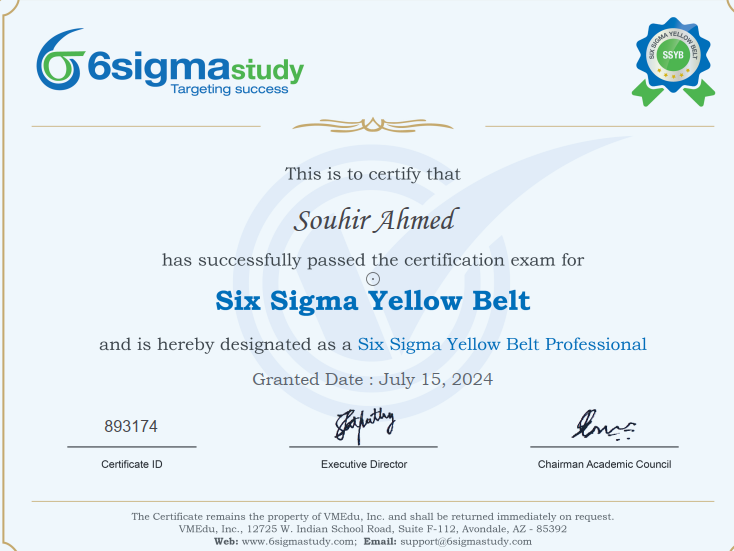 6sigmastudy
Targeting success
SIX SIGMA YELLOW BELT
SSYB
This is to certify that
Souhir Ahmed
has successfully passed the certification exam for
Six Sigma Yellow Belt
and is hereby designated as a Six Sigma Yellow Belt Professional
Granted Date : July 15, 2024
893174
Certificate ID
Executive Director
Chairman Academic Council
The Certificate remains the property of VMEdu, Inc. and shall be returned immediately on request.
VMEdu, Inc., 12725 W. Indian School Road, Suite F-112, Avondale, AZ - 85392
Web: www.6sigmastudy.com; Email: support@6sigmastudy.com